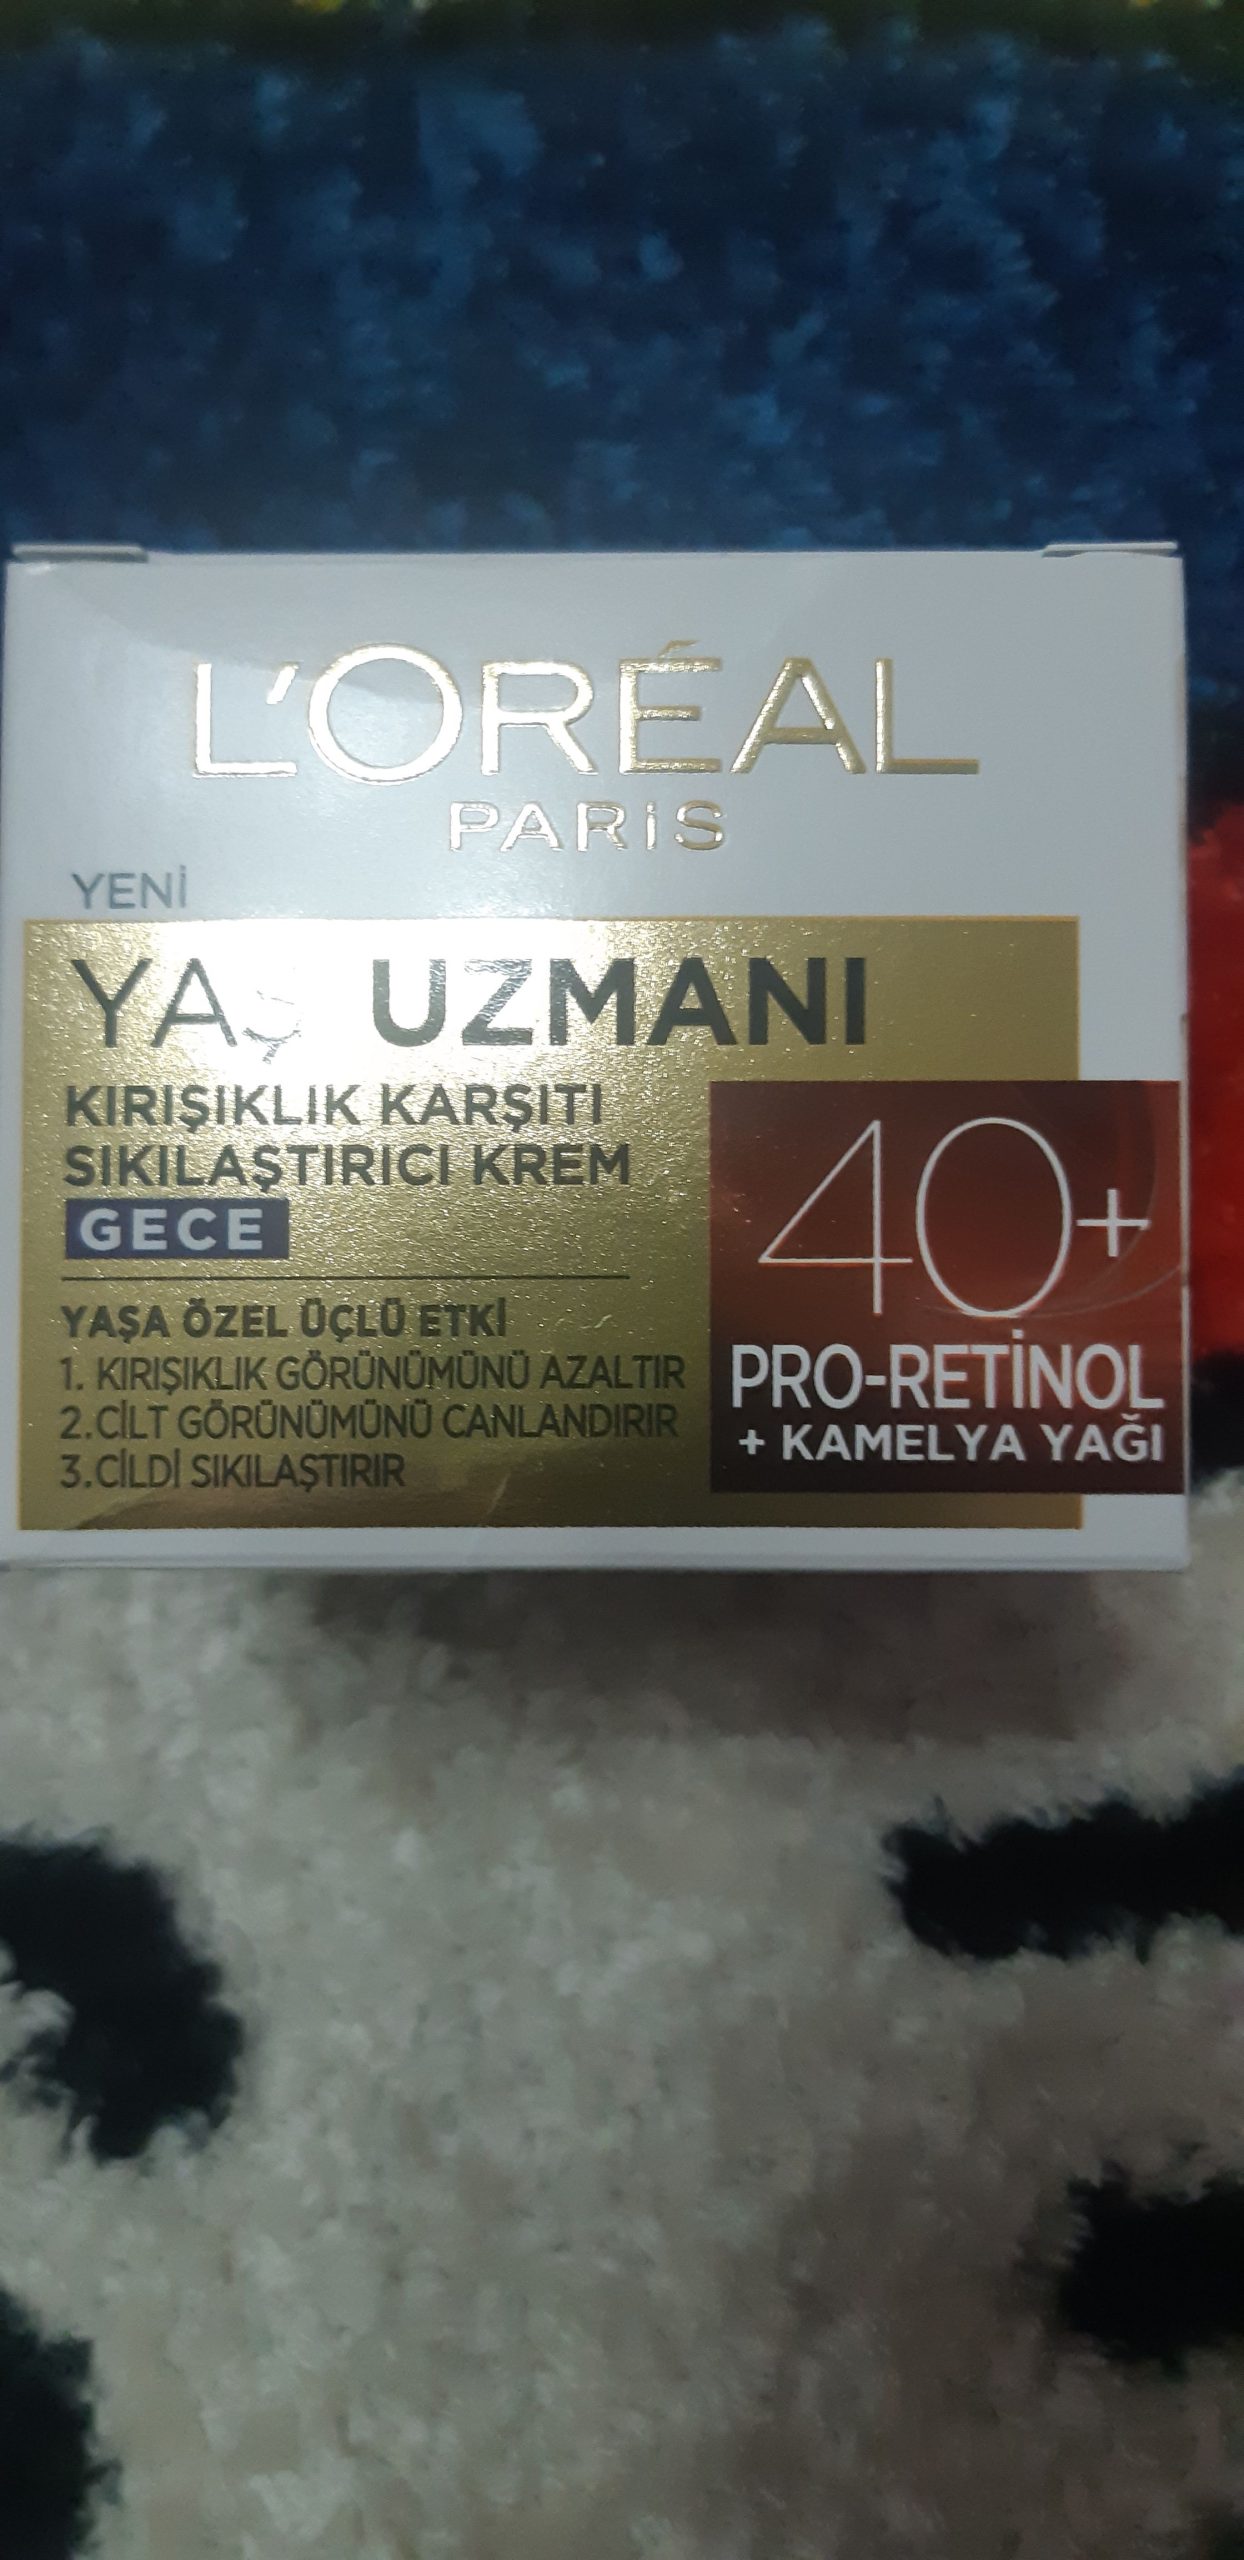 L'ORÉAL
PARiS
YENİ
YAŞ UZMANI
KIRIŞIKLIK KARŞITI
SIKILAŞTIRICI KREM
GECE
YAŞA ÖZEL ÜÇLÜ ETKİ
1. KIRIŞIKLIK GÖRÜNÜMÜNÜ AZALTIR
2.CİLT GÖRÜNÜMÜNÜ CANLANDIRIR
3.CİLDİ SIKILAŞTIRIR
40+
PRO-RETİNOL
+ KAMELYA YAĞI